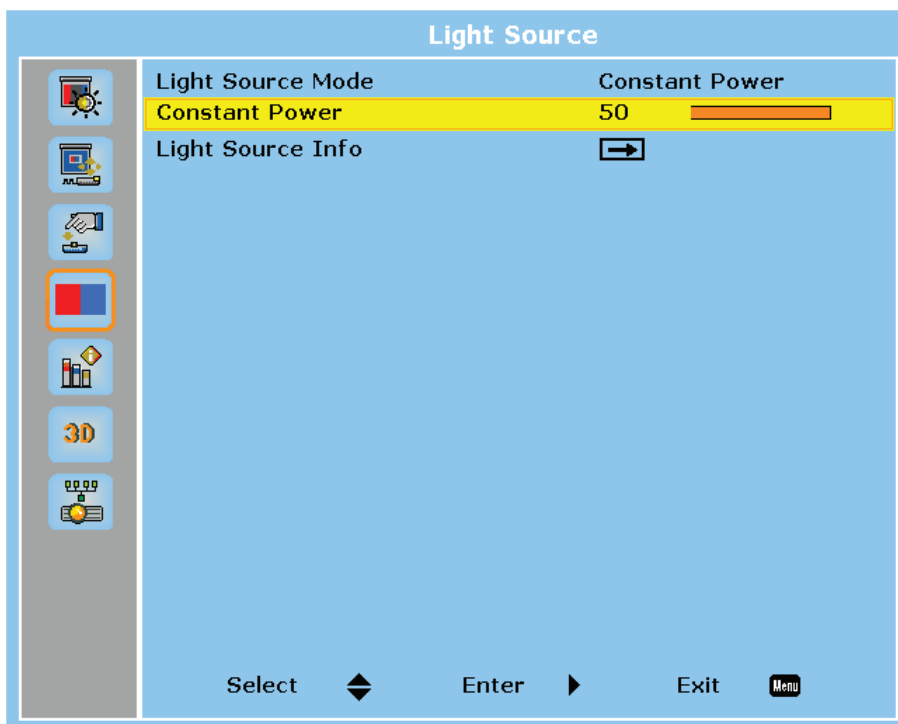 Light Source
Light Source Mode Constant Power
Constant Power 50
Light Source Info
3D
Select Enter Exit Menu